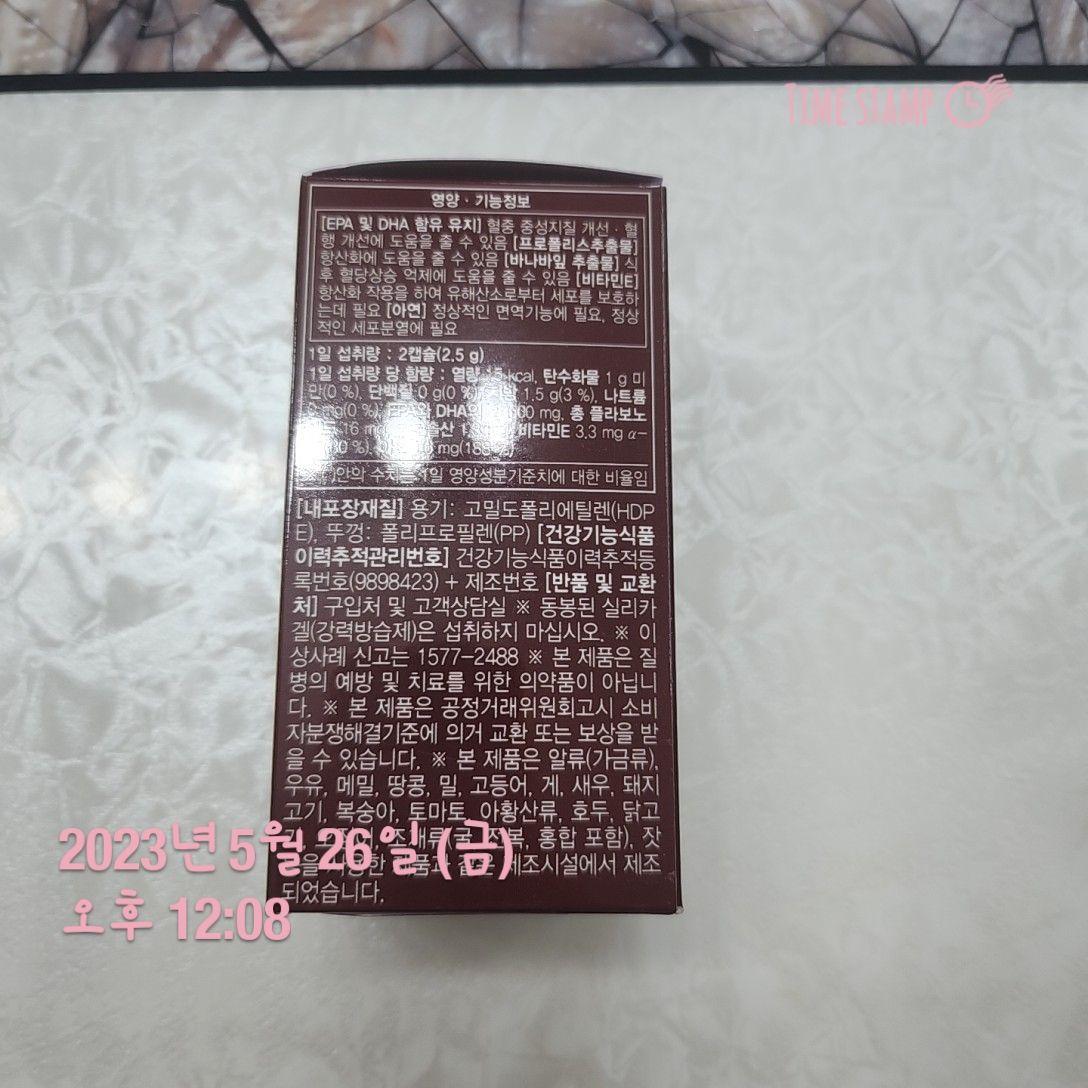 TIME STAMP
영양 · 기능정보
[EPA 및 DHA 함유 유지] 혈중 중성지질 개선 · 혈
행 개선에 도움을 줄 수 있음 [프로폴리스추출물]
항산화에 도움을 줄 수 있음 [바나바잎 추출물] 식
후 혈당상승 억제에 도움을 줄 수 있음 [비타민E]
항산화 작용을 하여 유해산소로부터 세포를 보호하
는데 필요 [아연] 정상적인 면역기능에 필요, 정상
적인 세포분열에 필요
1일 섭취량 : 2캡슐(2.5 g)
1일 섭취량 당 함량 : 열량 kcal, 탄수화물 1 g 미
만(0 %), 단백질 0 g(0 %), 1.5 g(3 %), 나트륨
mg(0 %), DHA의 mg, 총 플라보노
16 mg, 비타민E 3.3 mg α-
수치는 1일 영양성분기준치에 대한 비율임
[내포장재질] 용기: 고밀도폴리에틸렌(HDP
E), 뚜껑: 폴리프로필렌(PP) [건강기능식품
이력추적관리번호] 건강기능식품이력추적등
록번호(9898423) + 제조번호 [반품 및 교환
처] 구입처 및 고객상담실 ※ 동봉된 실리카
겔(강력방습제)은 섭취하지 마십시오. ※ 이
상사례 신고는 1577-2488 ※ 본 제품은 질
병의 예방 및 치료를 위한 의약품이 아닙니
다. ※ 본 제품은 공정거래위원회고시 소비
자분쟁해결기준에 의거 교환 또는 보상을 받
을 수 있습니다. ※ 본 제품은 알류(가금류),
우유, 메밀, 땅콩, 밀, 고등어, 게, 새우, 돼지
고기, 복숭아, 토마토, 아황산류, 호두, 닭고
홍합 포함), 잣
제조시설에서 제조
되었습니다.
2023년 5월 26일 (금)
오후 12:08